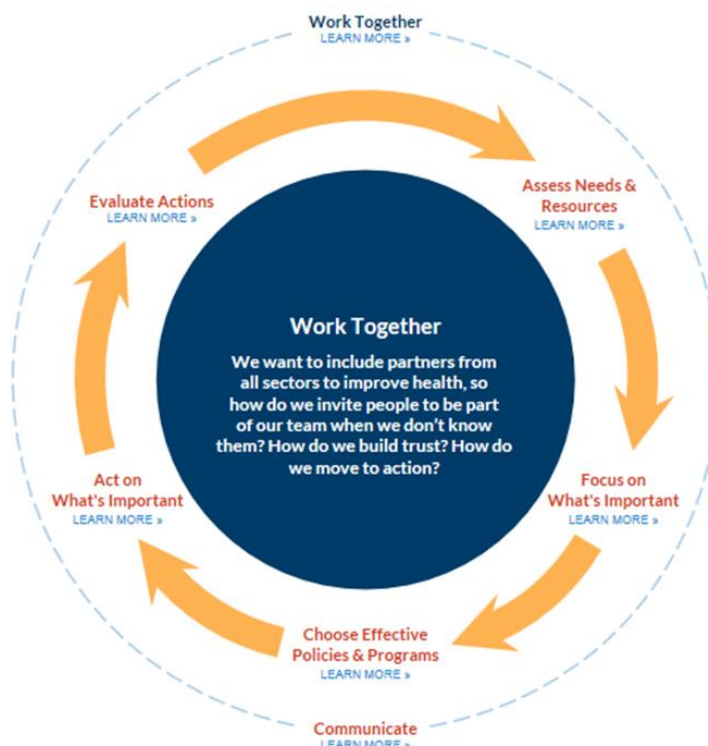 Work Together
LEARN MORE »
Evaluate Actions
LEARN MORE »
Assess Needs &
Resources
LEARN MORE »
Work Together
We want to include partners from
all sectors to improve health, so
how do we invite people to be part
of our team when we don't know
them? How do we build trust? How do
we move to action?
Act on
What's Important
LEARN MORE »
Focus on
What's Important
LEARN MORE »
Choose Effective
Policies & Programs
LEARN MORE »
Communicate
LEARN MORE »